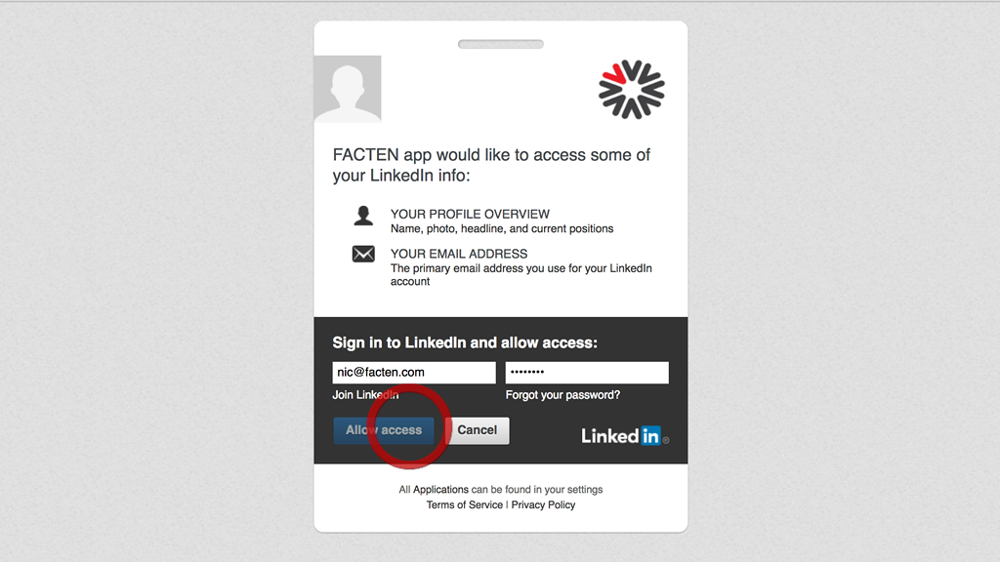 FACTEN app would like to access some of
your LinkedIn info:
YOUR PROFILE OVERVIEW
Name, photo, headline, and current positions
YOUR EMAIL ADDRESS
The primary email address you use for your LinkedIn
account
Sign in to LinkedIn and allow access:
nic@facten.com ••••••••
Join LinkedIn Forgot your password?
Allow access Cancel Linked in®
All Applications can be found in your settings
Terms of Service | Privacy Policy